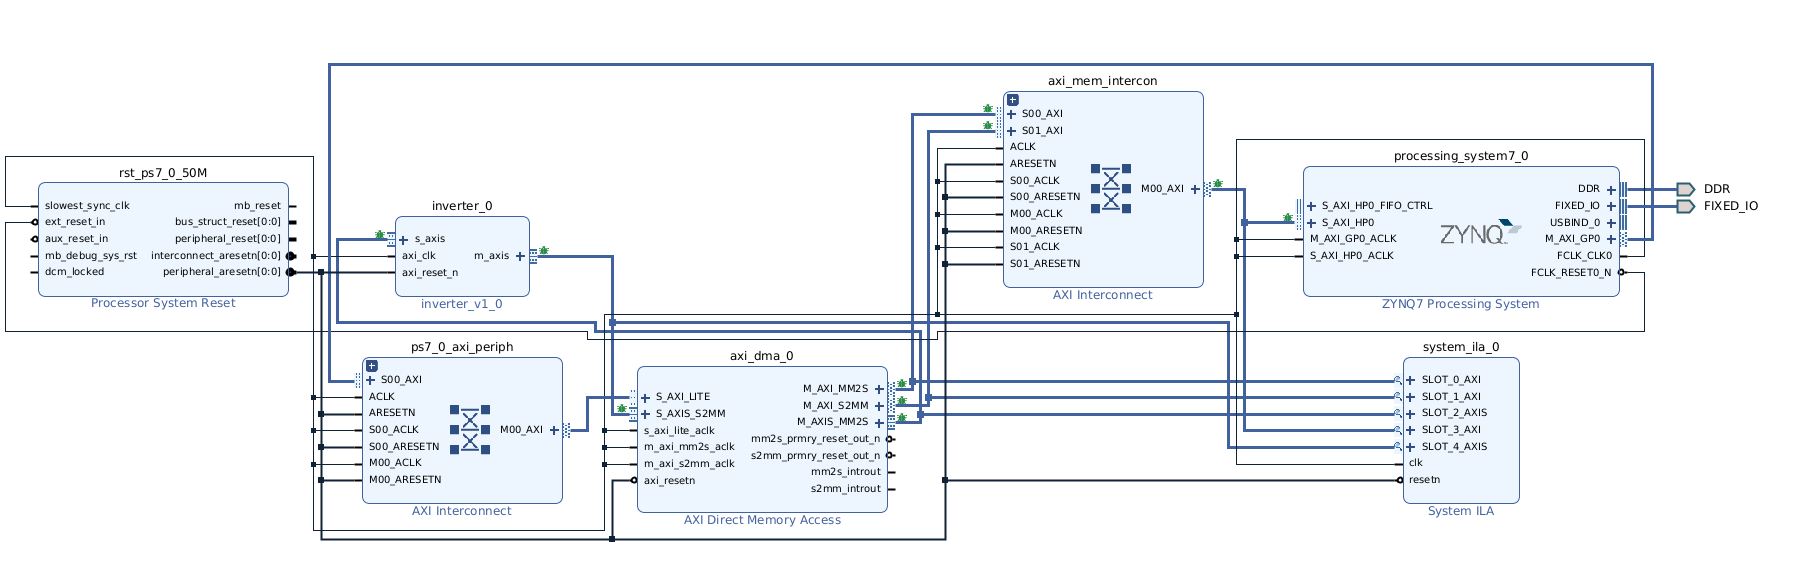 rst_ps7_0_50M
slowest_sync_clk
ext_reset_in
aux_reset_in
mb_debug_sys_rst
dcm_locked
mb_reset
bus_struct_reset[0:0]
peripheral_reset[0:0]
interconnect_aresetn[0:0]
peripheral_aresetn[0:0]
Processor System Reset
inverter_0
s_axis
axi_clk
axi_reset_n
m_axis
inverter_v1_0
ps7_0_axi_periph
S00_AXI
ACLK
ARESETN
S00_ACLK
S00_ARESETN
M00_ACLK
M00_ARESETN
M00_AXI
AXI Interconnect
axi_dma_0
S_AXI_LITE
S_AXIS_S2MM
s_axi_lite_aclk
m_axi_mm2s_aclk
m_axi_s2mm_aclk
axi_resetn
M_AXI_MM2S
M_AXI_S2MM
M_AXIS_MM2S
mm2s_prmry_reset_out_n
s2mm_prmry_reset_out_n
mm2s_introut
s2mm_introut
AXI Direct Memory Access
axi_mem_intercon
S00_AXI
S01_AXI
ACLK
ARESETN
S00_ACLK
S00_ARESETN
M00_ACLK
M00_ARESETN
S01_ACLK
S01_ARESETN
M00_AXI
AXI Interconnect
processing_system7_0
S_AXI_HP0_FIFO_CTRL
S_AXI_HP0
M_AXI_GP0_ACLK
S_AXI_HP0_ACLK
ZYNQ
DDR
FIXED_IO
USBIND_0
M_AXI_GP0
FCLK_CLK0
FCLK_RESET0_N
ZYNQ7 Processing System
DDR
FIXED_IO
system_ila_0
SLOT_0_AXI
SLOT_1_AXI
SLOT_2_AXIS
SLOT_3_AXI
SLOT_4_AXIS
clk
resetn
System ILA